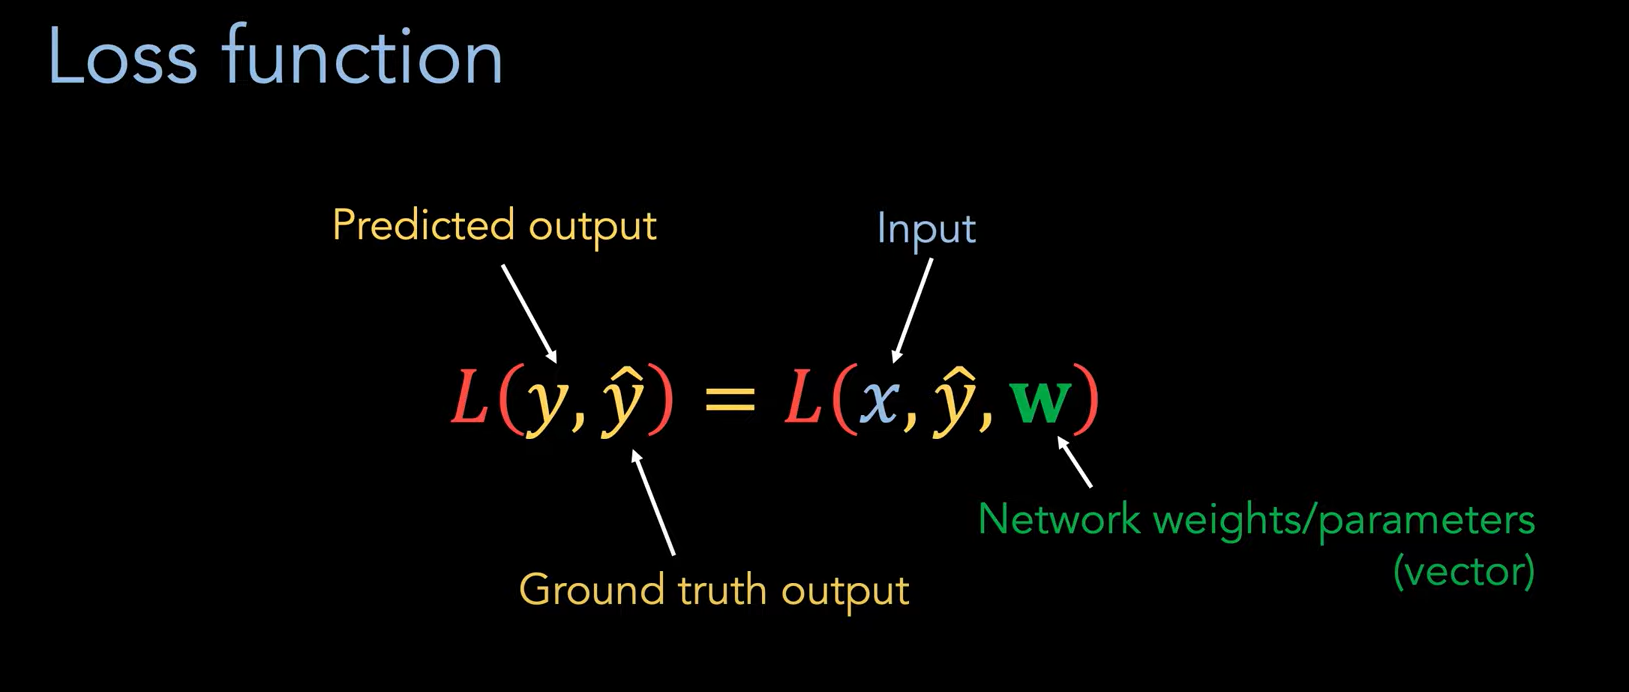 Loss function
Predicted output
Input
L(y, ŷ) = L(x, ŷ, w)
Network weights/parameters
(vector)
Ground truth output